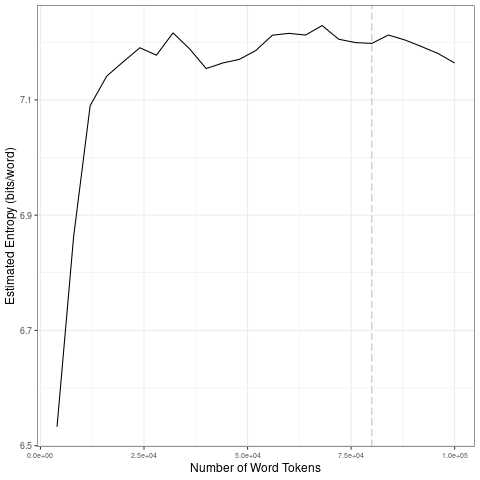 Estimated Entropy (bits/word)
7.1
6.9
6.7
6.5
0.0e+00 2.5e+04 5.0e+04 7.5e+04 1.0e+05
Number of Word Tokens